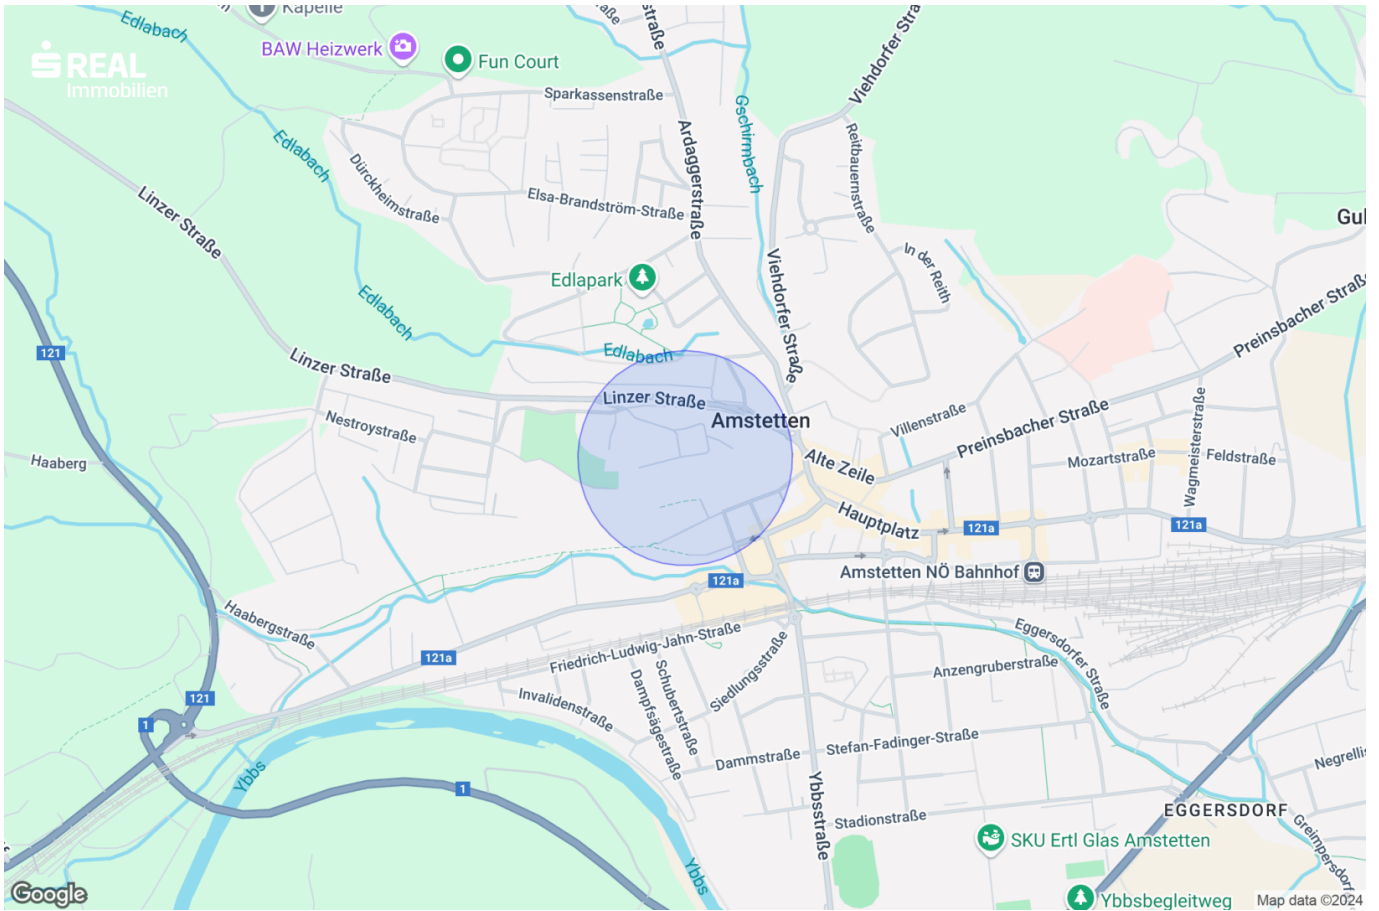 Kapelle
Edlabach
BAW Heizwerk
Fun Court
S REAL
Immobilien
Sparkassenstraße
Viehdorfer Stra
straße
Ardaggerstraße
Gschirmbach
Reitbauernstraße
Edlabach
Dürckheimstraße
Elsa-Brandström-Straße
Linzer Straße
Gul
In der Reith
Edlapark
Viehdorfer Straße
Edlabach
Preinsbacher Straße
121
Edlabach
Linzer Straße
Linzer Straße
Amstetten
Nestroystraße
Villenstraße
Preinsbacher Straße
Wagmeisterstraße
Haaberg
Alte Zeile
Mozartstraße
Feldstraße
Hauptplatz
121a
121a
Amstetten NÖ Bahnhof
121a
Haabergstraße
Friedrich-Ludwig-Jahn-Straße
Eggersdorfer Straße
121a
Siedlungsstraße
Anzengruberstraße
Schubertstraße
Dampfsägestraße
Invalidenstraße
121
1
Stefan-Fadinger-Straße
Dammstraße
Negrellis
Ybbs
1
Ybbsstraße
Stadionstraße
EGGERSDORF
Greimpersdorf
SKU Ertl Glas Amstetten
Ybbs
Ybbsbegleitweg
Google
Map data ©2024